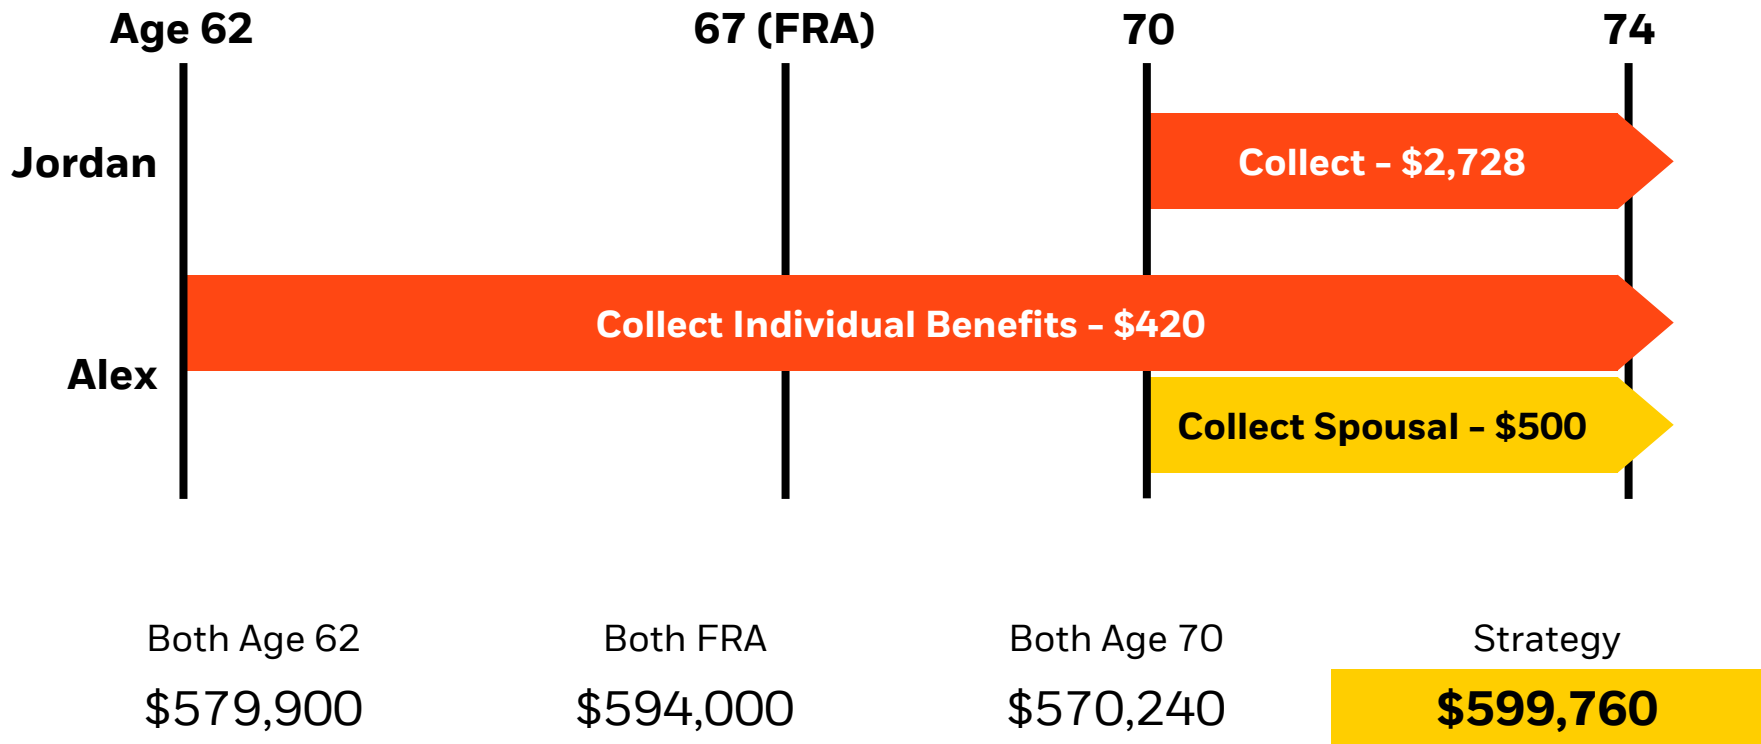 Age 62 67 (FRA) 70 74
Jordan
Collect – $2,728
Collect Individual Benefits – $420
Alex
Collect Spousal – $500
Both Age 62 Both FRA Both Age 70 Strategy
$579,900 $594,000 $570,240 $599,760